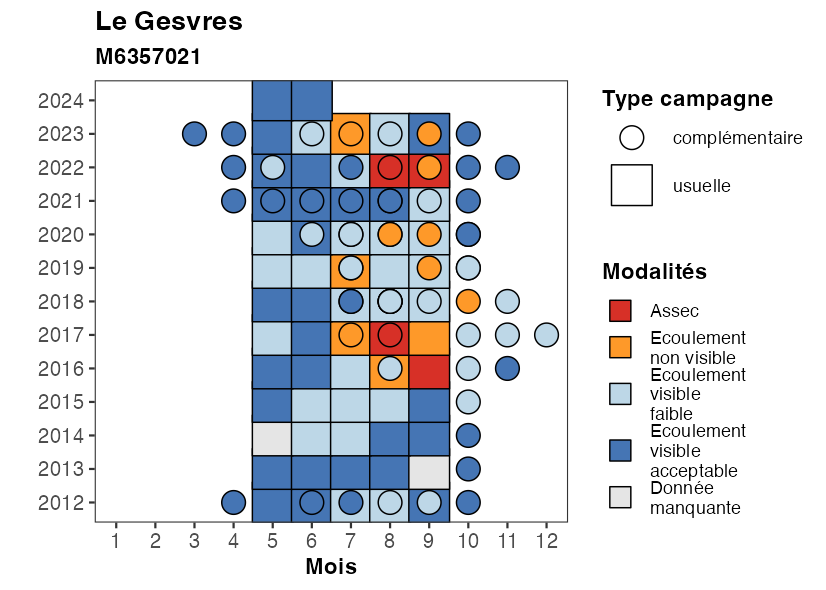 Le Gesvres
M6357021
2024
2023
2022
2021
2020
2019
2018
2017
2016
2015
2014
2013
2012
1 2 3 4 5 6 7 8 9 10 11 12
Mois
Type campagne
complémentaire
usuelle
Modalités
Assec
Ecoulement
non visible
Ecoulement
visible
faible
Ecoulement
visible
acceptable
Donnée
manquante